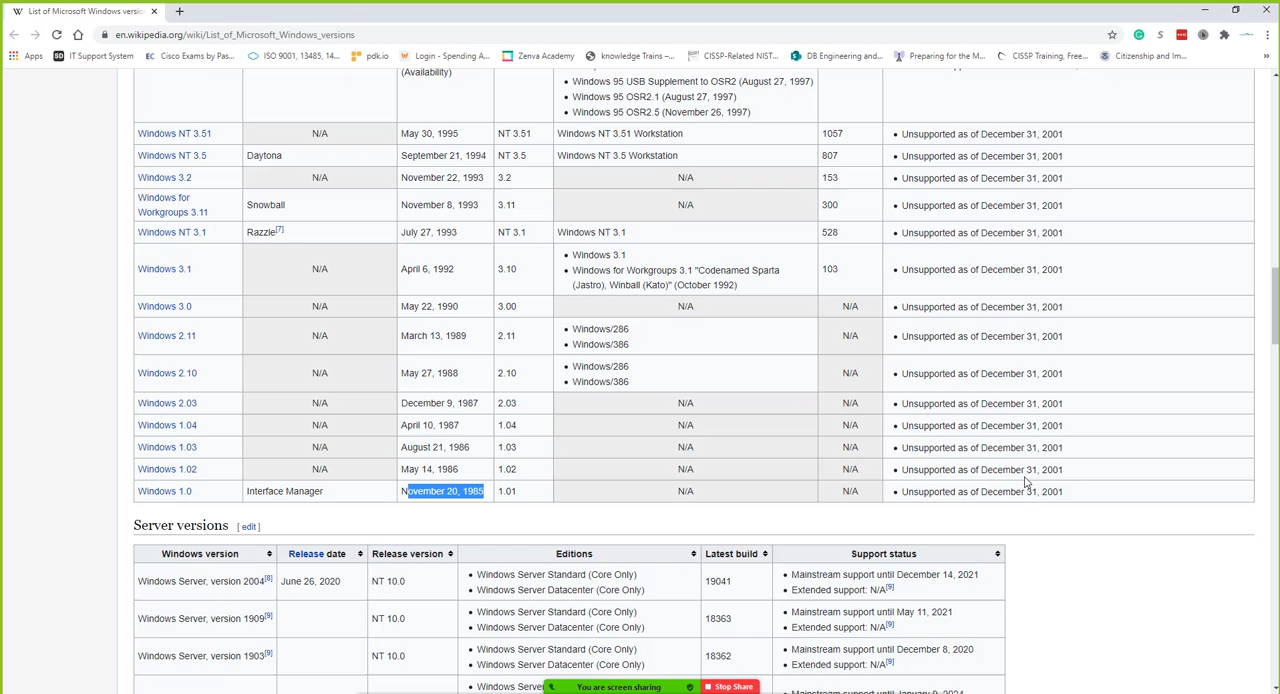 List of Microsoft Windows versio
en.wikipedia.org/wiki/List_of_Microsoft_Windows_versions
Apps IT Support System Cisco Exams by Pas... ISO 9001, 13485, 14... pdk.io Login - Spending A... Zenva Academy knowledge Trains –... CISSP-Related NIST... DB Engineering and... Preparing for the M... CISSP Training, Free... Citizenship and Im... »
(Availability)
• Windows 95 USB Supplement to OSR2 (August 27, 1997)
• Windows 95 OSR2.1 (August 27, 1997)
• Windows 95 OSR2.5 (November 26, 1997)
Windows NT 3.51 N/A May 30, 1995 NT 3.51 Windows NT 3.51 Workstation 1057 • Unsupported as of December 31, 2001
Windows NT 3.5 Daytona September 21, 1994 NT 3.5 Windows NT 3.5 Workstation 807 • Unsupported as of December 31, 2001
Windows 3.2 N/A November 22, 1993 3.2 N/A 153 • Unsupported as of December 31, 2001
Windows for
Workgroups 3.11 Snowball November 8, 1993 3.11 N/A 300 • Unsupported as of December 31, 2001
Windows NT 3.1 Razzle[7] July 27, 1993 NT 3.1 Windows NT 3.1 528 • Unsupported as of December 31, 2001
Windows 3.1 N/A April 6, 1992 3.10 • Windows 3.1
• Windows for Workgroups 3.1 "Codenamed Sparta
(Jastro), Winball (Kato)" (October 1992) 103 • Unsupported as of December 31, 2001
Windows 3.0 N/A May 22, 1990 3.00 N/A N/A • Unsupported as of December 31, 2001
Windows 2.11 N/A March 13, 1989 2.11 • Windows/286
• Windows/386 N/A • Unsupported as of December 31, 2001
Windows 2.10 N/A May 27, 1988 2.10 • Windows/286
• Windows/386 N/A • Unsupported as of December 31, 2001
Windows 2.03 N/A December 9, 1987 2.03 N/A N/A • Unsupported as of December 31, 2001
Windows 1.04 N/A April 10, 1987 1.04 N/A N/A • Unsupported as of December 31, 2001
Windows 1.03 N/A August 21, 1986 1.03 N/A N/A • Unsupported as of December 31, 2001
Windows 1.02 N/A May 14, 1986 1.02 N/A N/A • Unsupported as of December 31, 2001
Windows 1.0 Interface Manager November 20, 1985 1.01 N/A N/A • Unsupported as of December 31, 2001
Server versions [ edit ]
Windows version Release date Release version Editions Latest build Support status
Windows Server, version 2004[8] June 26, 2020 NT 10.0 • Windows Server Standard (Core Only)
• Windows Server Datacenter (Core Only) 19041 • Mainstream support until December 14, 2021
• Extended support: N/A[9]
Windows Server, version 1909[9] NT 10.0 • Windows Server Standard (Core Only)
• Windows Server Datacenter (Core Only) 18363 • Mainstream support until May 11, 2021
• Extended support: N/A[9]
Windows Server, version 1903[9] NT 10.0 • Windows Server Standard (Core Only)
• Windows Server Datacenter (Core Only) 18362 • Mainstream support until December 8, 2020
• Extended support: N/A[9]
• Windows Server
You are screen sharing Stop Share